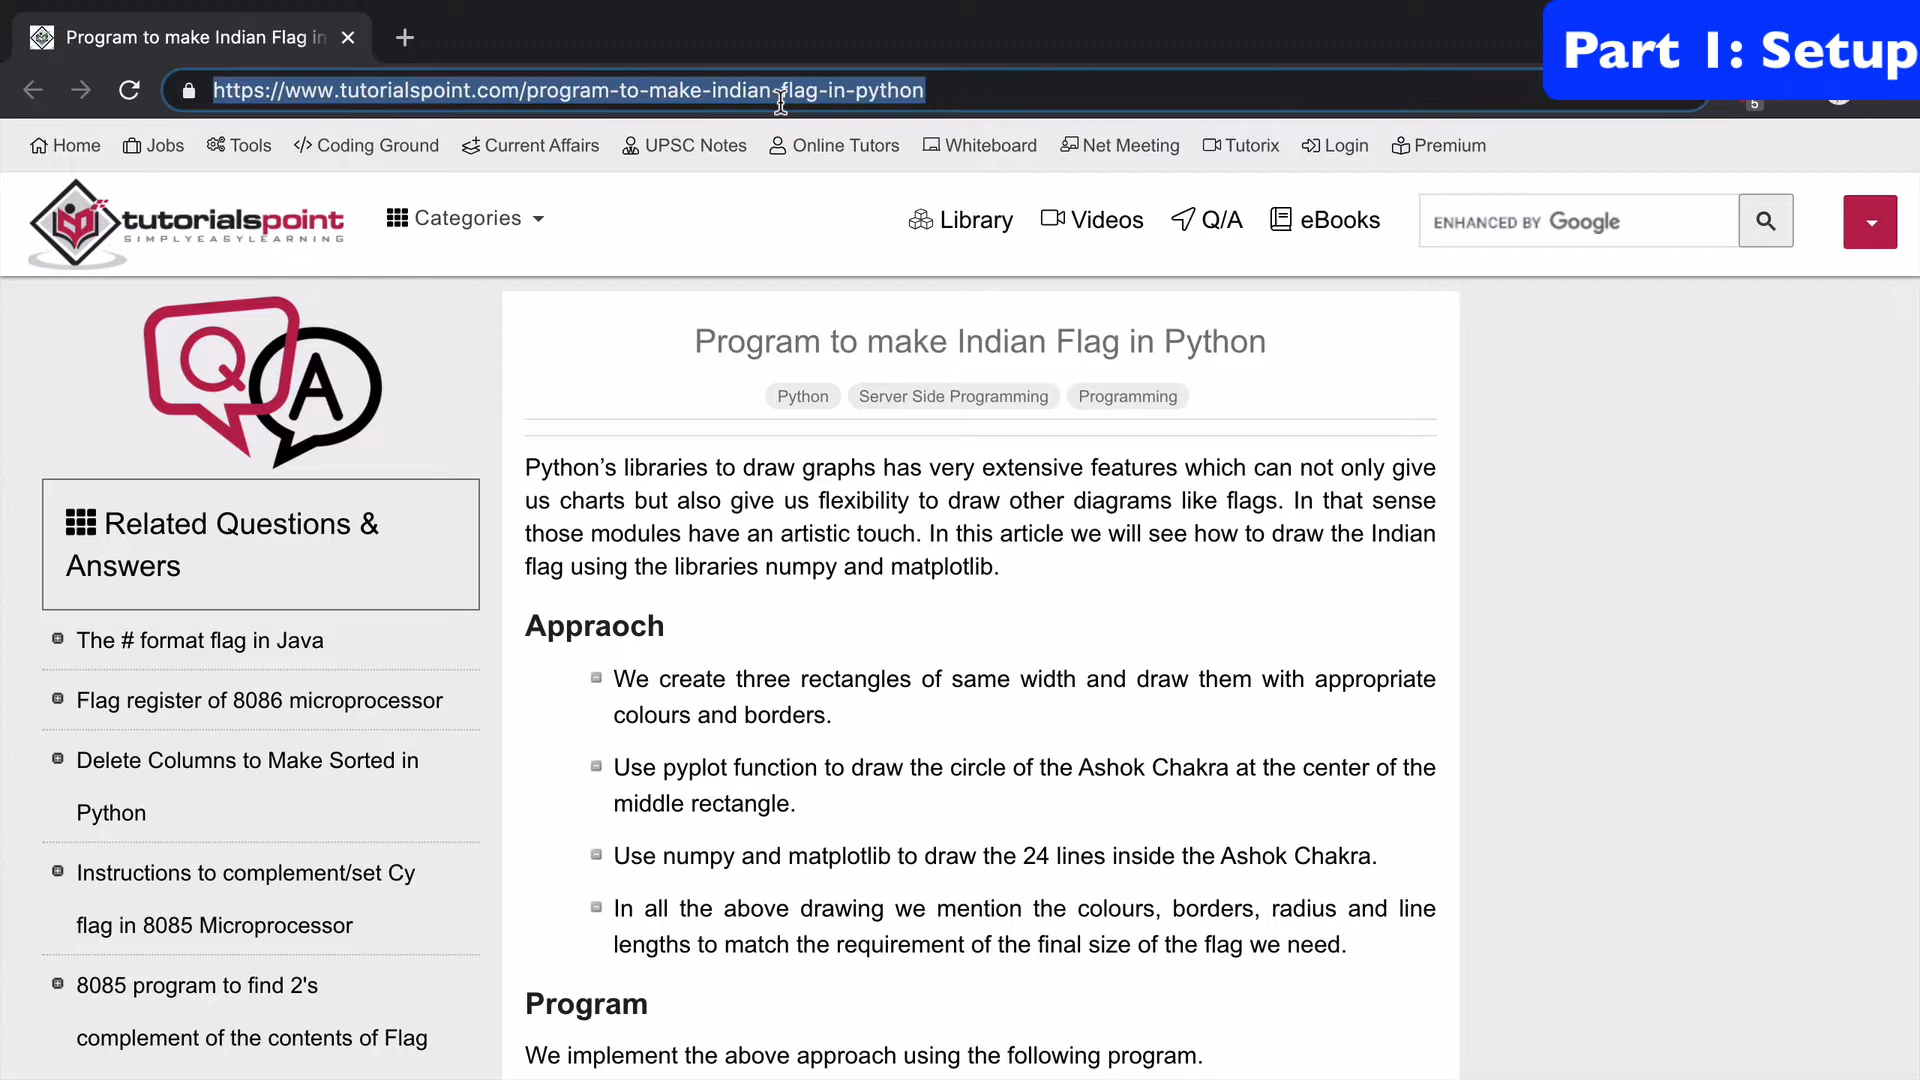 Program to make Indian Flag in
Part 1: Setup
https://www.tutorialspoint.com/program-to-make-indian-flag-in-python
5
Home Jobs Tools Coding Ground Current Affairs UPSC Notes Online Tutors Whiteboard Net Meeting Tutorix Login Premium
tutorialspoint
SIMPLYEASYLEARNING
Categories
Library Videos Q/A eBooks
ENHANCED BY Google
Q A
Program to make Indian Flag in Python
Python Server Side Programming Programming
Related Questions &
Answers
The # format flag in Java
Flag register of 8086 microprocessor
Delete Columns to Make Sorted in
Python
Instructions to complement/set Cy
flag in 8085 Microprocessor
8085 program to find 2's
complement of the contents of Flag
Python’s libraries to draw graphs has very extensive features which can not only give
us charts but also give us flexibility to draw other diagrams like flags. In that sense
those modules have an artistic touch. In this article we will see how to draw the Indian
flag using the libraries numpy and matplotlib.
Appraoch
We create three rectangles of same width and draw them with appropriate
colours and borders.
Use pyplot function to draw the circle of the Ashok Chakra at the center of the
middle rectangle.
Use numpy and matplotlib to draw the 24 lines inside the Ashok Chakra.
In all the above drawing we mention the colours, borders, radius and line
lengths to match the requirement of the final size of the flag we need.
Program
We implement the above approach using the following program.